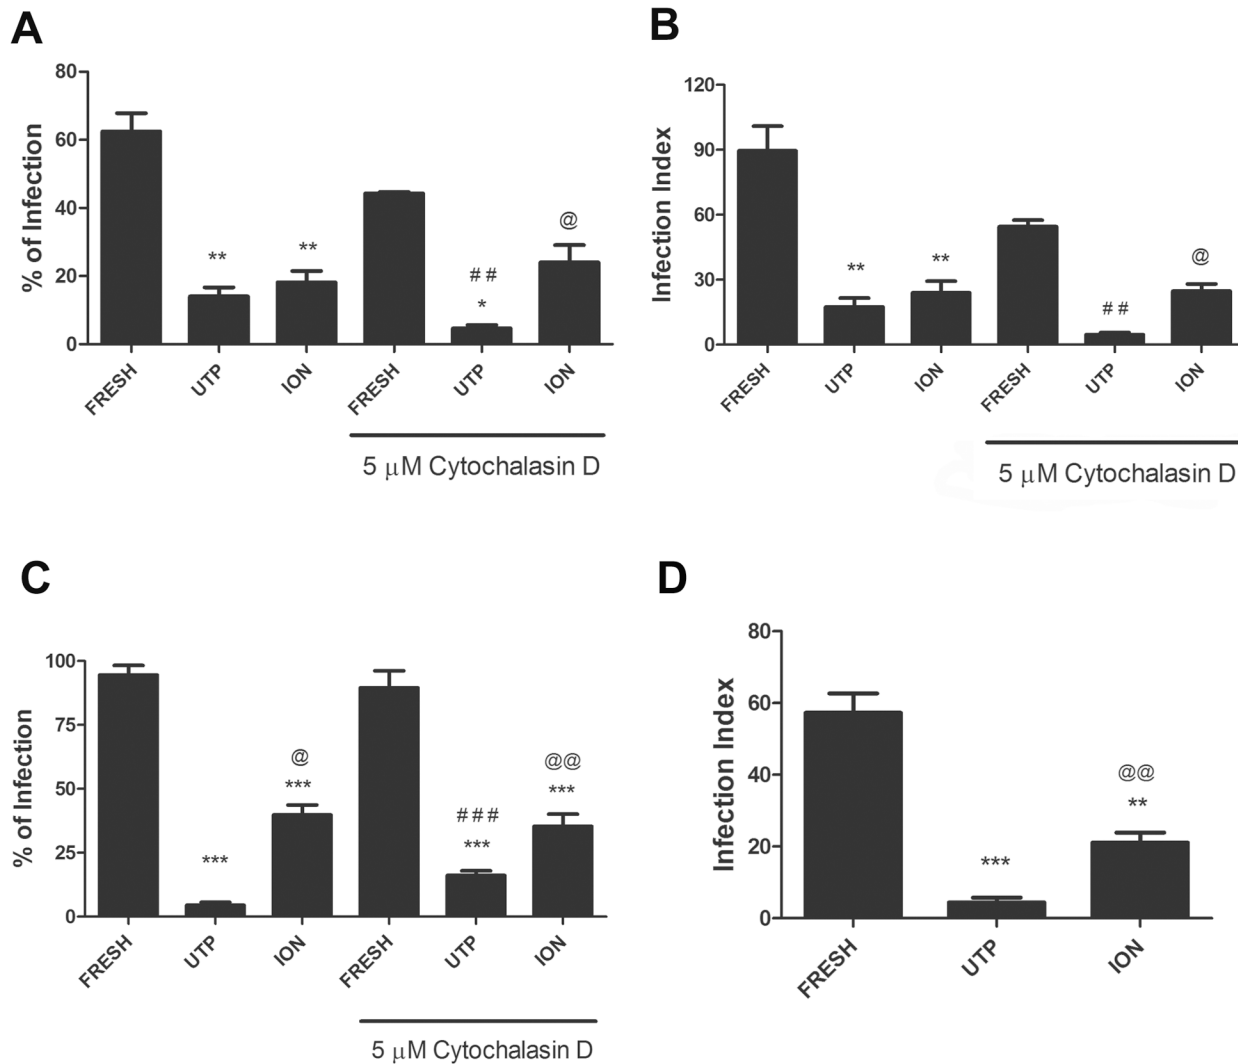 A
% of Infection
80
60
40
20
0
**
**
# #
*
@
FRESH
UTP
ION
FRESH
UTP
ION
5 μM Cytochalasin D
B
Infection Index
120
90
60
30
0
**
**
# #
@
FRESH
UTP
ION
FRESH
UTP
ION
5 μM Cytochalasin D
C
% of Infection
100
75
50
25
0
***
@
***
# # #
***
@@
***
FRESH
UTP
ION
FRESH
UTP
ION
5 μM Cytochalasin D
D
Infection Index
80
60
40
20
0
***
@@
**
FRESH
UTP
ION